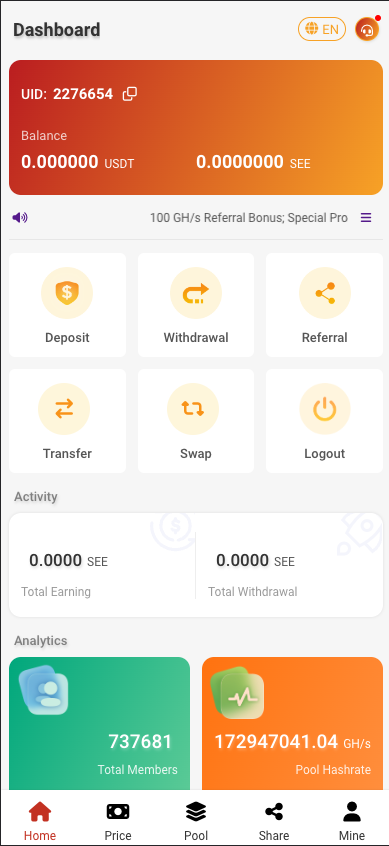 Dashboard
EN
UID: 2276654
Balance
0.000000 USDT
0.0000000 SEE
100 GH/s Referral Bonus; Special Pro
Deposit
Withdrawal
Referral
Transfer
Swap
Logout
Activity
0.0000 SEE
Total Earning
0.0000 SEE
Total Withdrawal
Analytics
737681
Total Members
172947041.04 GH/s
Pool Hashrate
Home
Price
Pool
Share
Mine